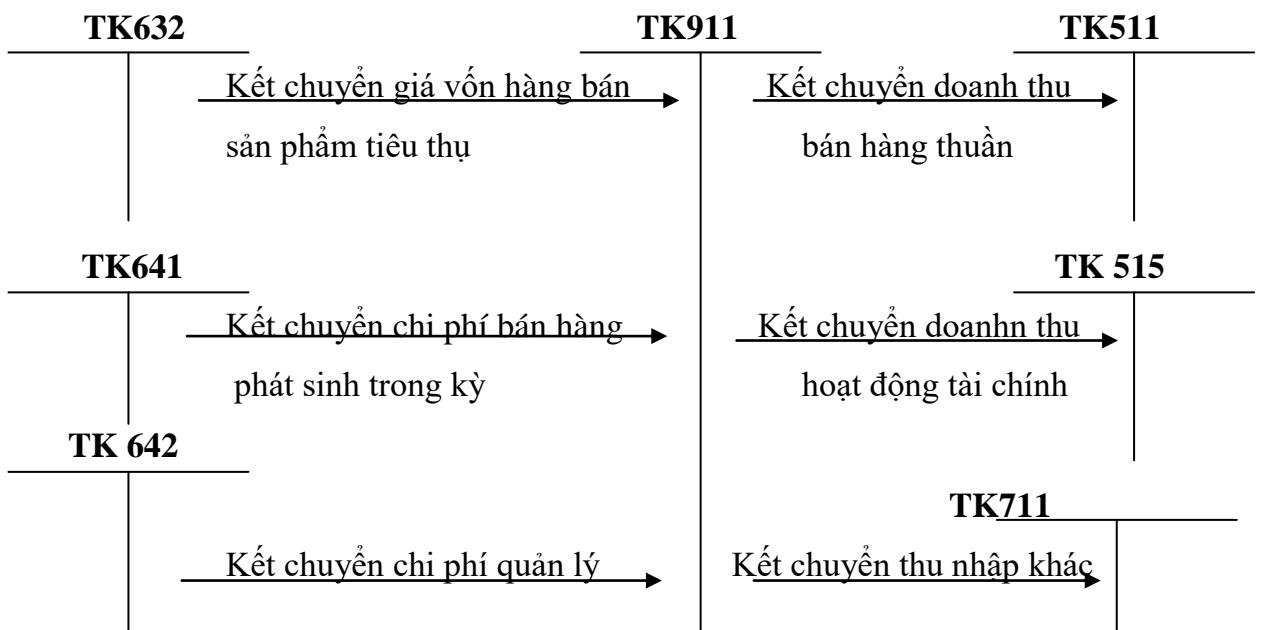 TK632 TK911 TK511
Kết chuyển giá vốn hàng bán Kết chuyển doanh thu
sản phẩm tiêu thụ bán hàng thuần
TK641 TK 515
Kết chuyển chi phí bán hàng Kết chuyển doanhn thu
phát sinh trong kỳ hoạt động tài chính
TK 642
TK711
Kết chuyển chi phí quản lý Kết chuyển thu nhập khác